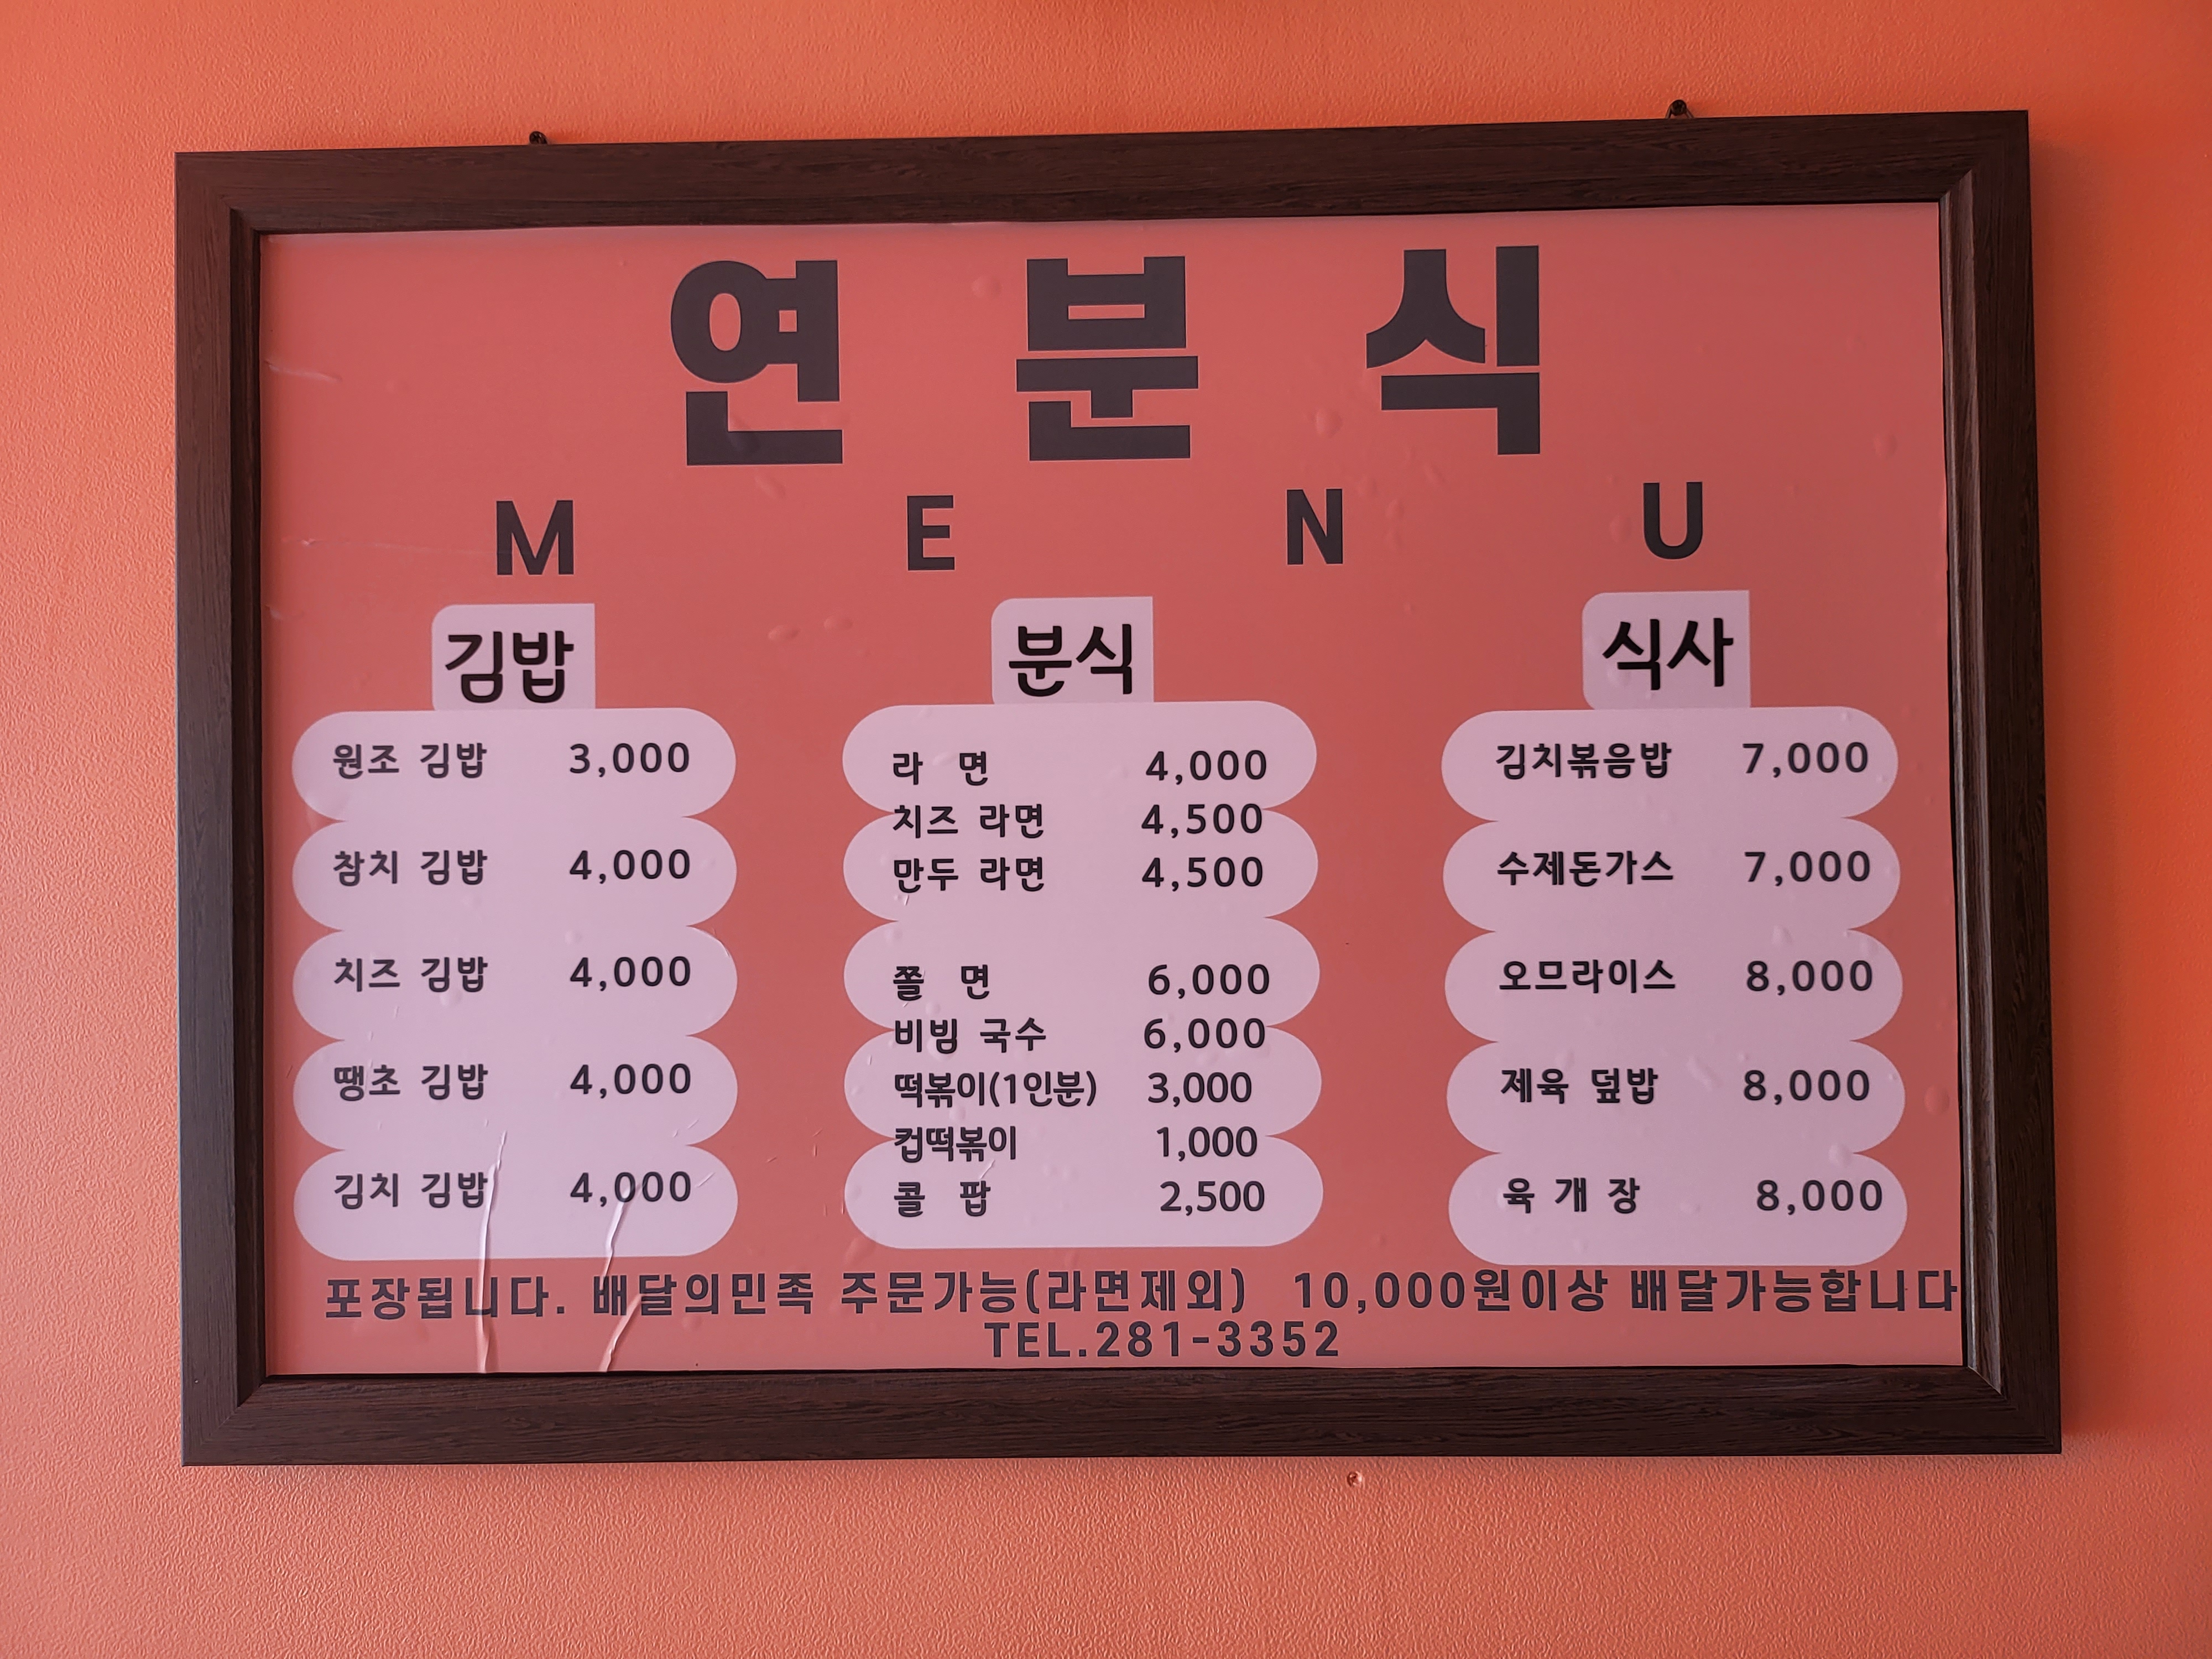 연 분 식
M E N U
김밥
원조 김밥 3,000
참치 김밥 4,000
치즈 김밥 4,000
땡초 김밥 4,000
김치 김밥 4,000
분식
라 면 4,000
치즈 라면 4,500
만두 라면 4,500
쫄 면 6,000
비빔 국수 6,000
떡볶이(1인분) 3,000
컵떡볶이 1,000
콜 팝 2,500
식사
김치볶음밥 7,000
수제돈가스 7,000
오므라이스 8,000
제육 덮밥 8,000
육 개 장 8,000
포장됩니다. 배달의민족 주문가능(라면제외) 10,000원이상 배달가능합니다
TEL.281-3352